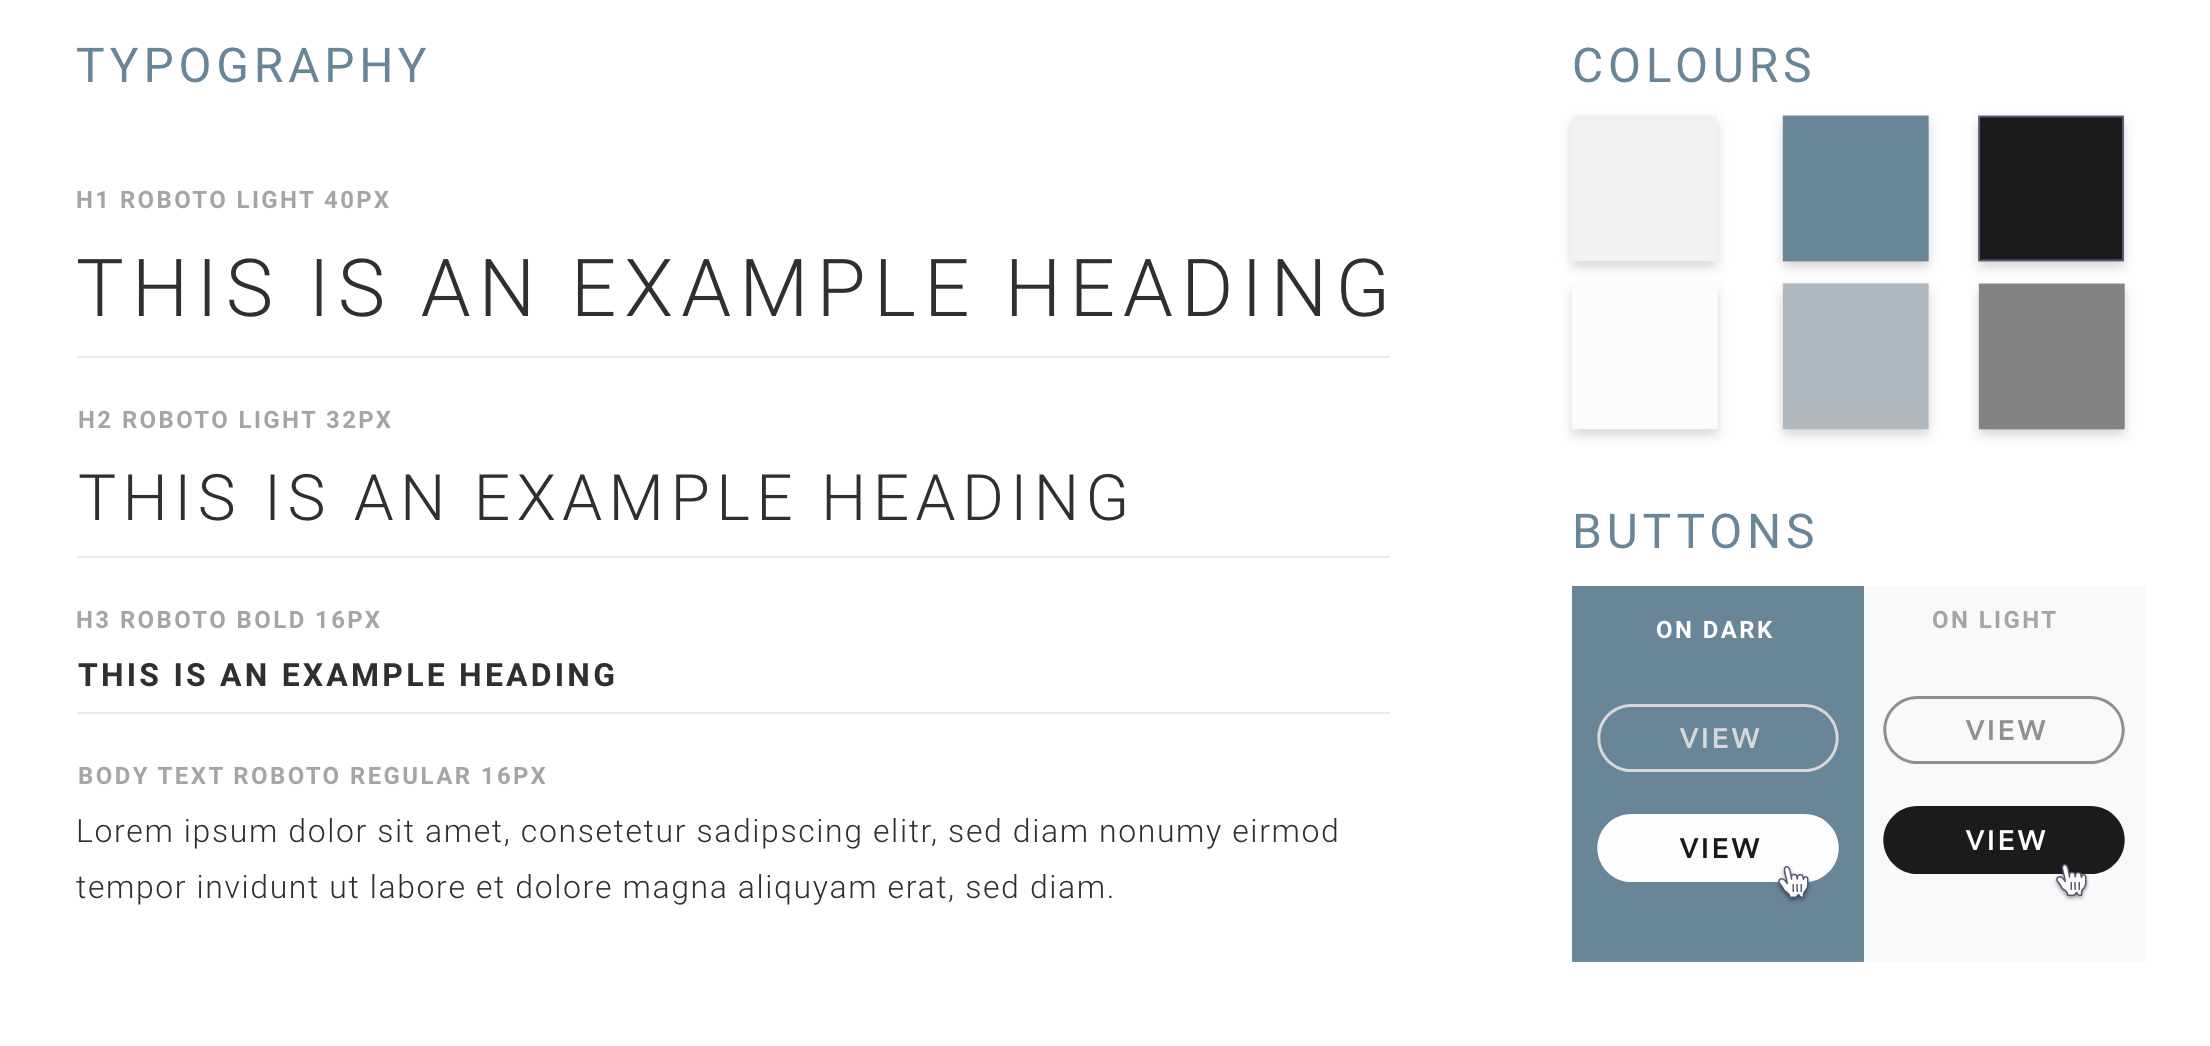 TYPOGRAPHY
H1 ROBOTO LIGHT 40PX
THIS IS AN EXAMPLE HEADING
H2 ROBOTO LIGHT 32PX
THIS IS AN EXAMPLE HEADING
H3 ROBOTO BOLD 16PX
THIS IS AN EXAMPLE HEADING
BODY TEXT ROBOTO REGULAR 16PX
Lorem ipsum dolor sit amet, consetetur sadipscing elitr, sed diam nonumy eirmod
tempor invidunt ut labore et dolore magna aliquyam erat, sed diam.
COLOURS
BUTTONS
ON DARK
VIEW
VIEW
ON LIGHT
VIEW
VIEW